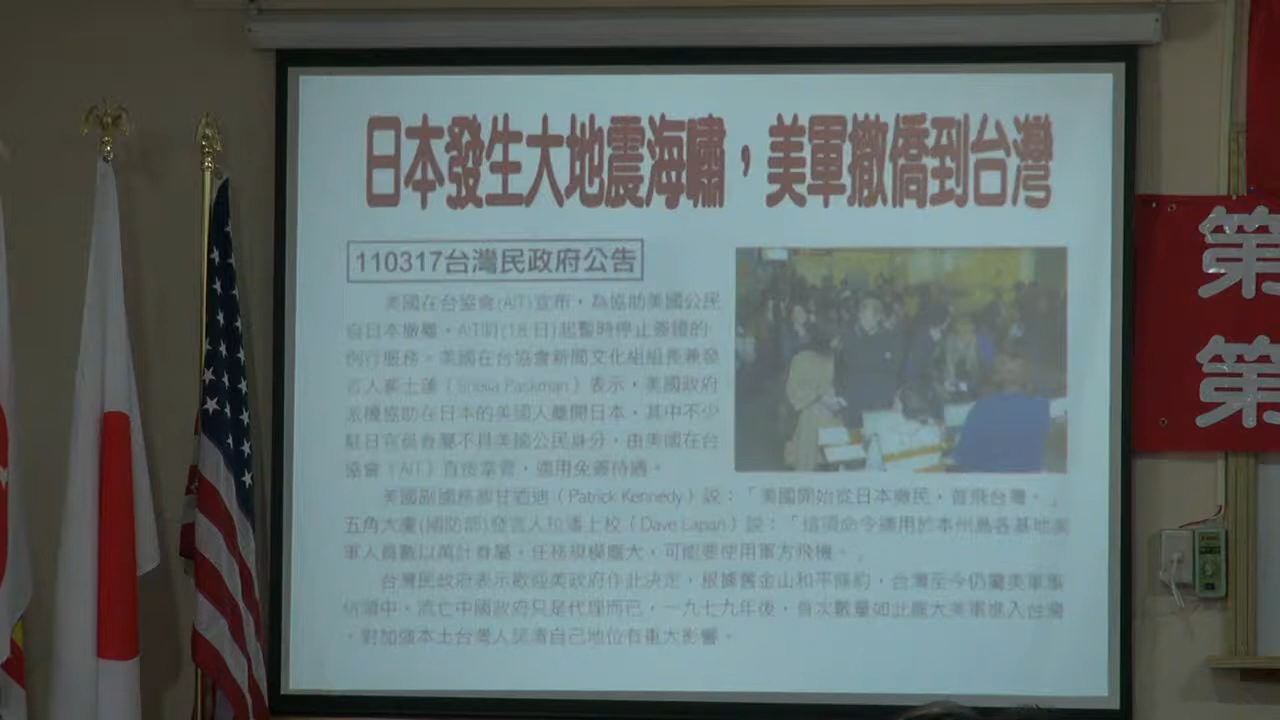 日本發生大地震海嘯，美軍撤僑到台灣
110317台灣民政府公告
美國在台協會(AIT)宣布，為協助美國公民
自日本撤離，AIT明(18日)起暫時停止簽證的
例行服務。美國在台協會新聞文化組組長兼發
言人 (Sheila Paskman) 表示，美國政府
派機協助在日本的美國人離開日本，其中不少
駐日官員眷屬不具美國公民身分，由美國在台
協會（AIT）直接掌管，適用免簽待遇。
美國副國務卿甘迺迪（Patrick Kennedy）說：「美國開始從日本撤民，首飛台灣。」
五角大廈(國防部)發言人拉潘上校（Dave Lapan）說：「這項命令適用於本州島各基地美
軍人員數以萬計眷屬，任務規模龐大，可能要使用軍方飛機。」
台灣民政府表示歡迎美政府作此決定，根據舊金山和平條約，台灣至今仍屬美軍事
佔領中，流亡中國政府只是代理而已，一九七九年後，首次數量如此龐大美軍進入台灣
，對加強本土台灣人認清自己地位有重大影響。
第
第